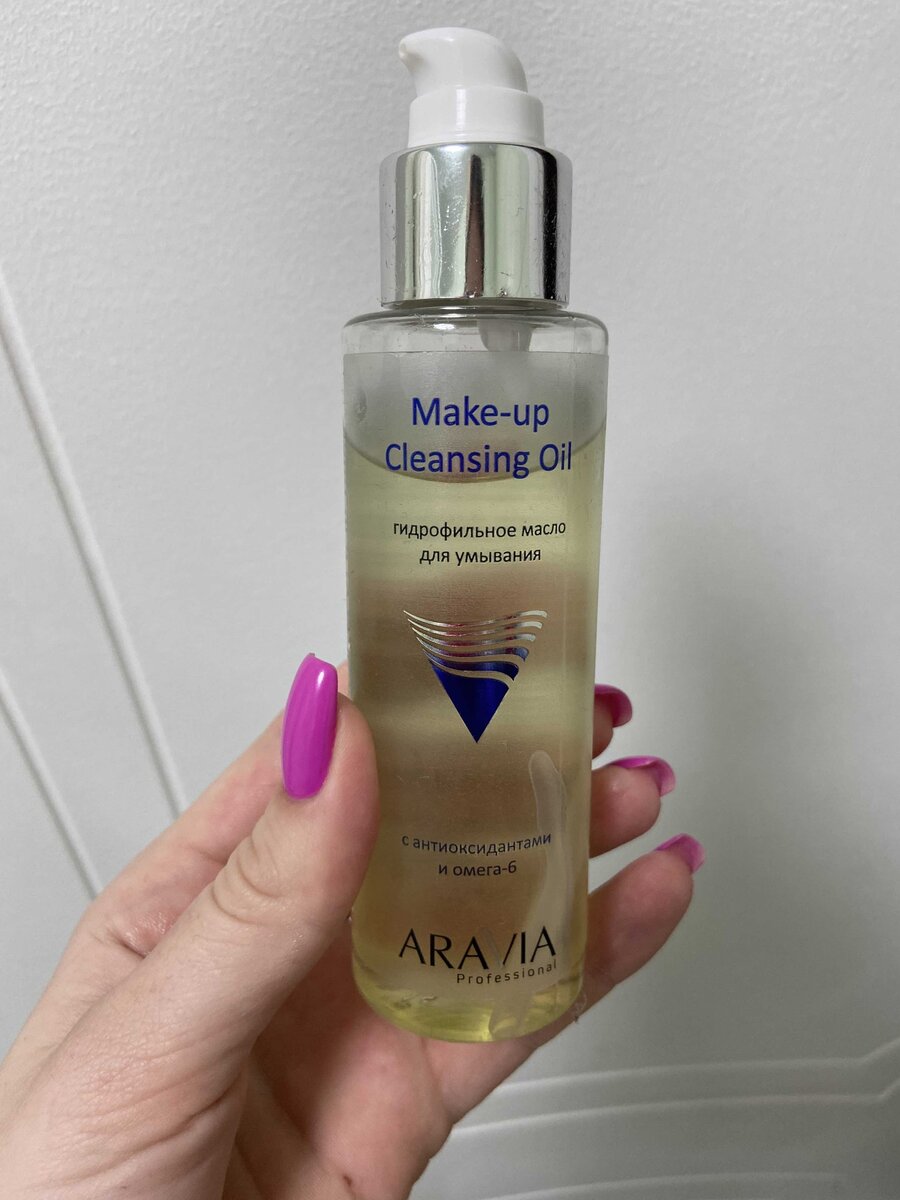 Make-up
Cleansing Oil
гидрофильное масло
для умывания
с антиоксидантами
и омега-6
ARAVIA
Professional